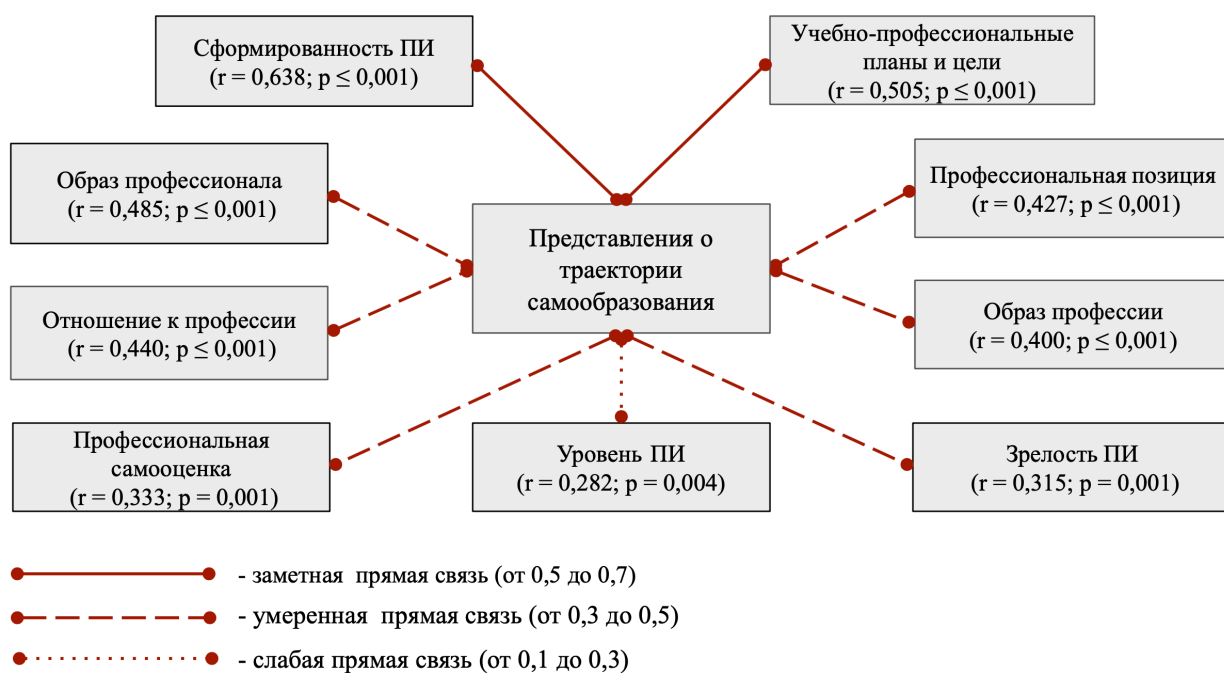 Сформированность ПИ
(r = 0,638; p ≤ 0,001)
Учебно-профессиональные
планы и цели
(r = 0,505; p ≤ 0,001)
Образ профессионала
(r = 0,485; p ≤ 0,001)
Профессиональная позиция
(r = 0,427; p ≤ 0,001)
Представления о
траектории
самообразования
Отношение к профессии
(r = 0,440; p ≤ 0,001)
Образ профессии
(r = 0,400; p ≤ 0,001)
Профессиональная
самооценка
(r = 0,333; p = 0,001)
Уровень ПИ
(r = 0,282; p = 0,004)
Зрелость ПИ
(r = 0,315; p = 0,001)
- заметная прямая связь (от 0,5 до 0,7)
- умеренная прямая связь (от 0,3 до 0,5)
- слабая прямая связь (от 0,1 до 0,3)